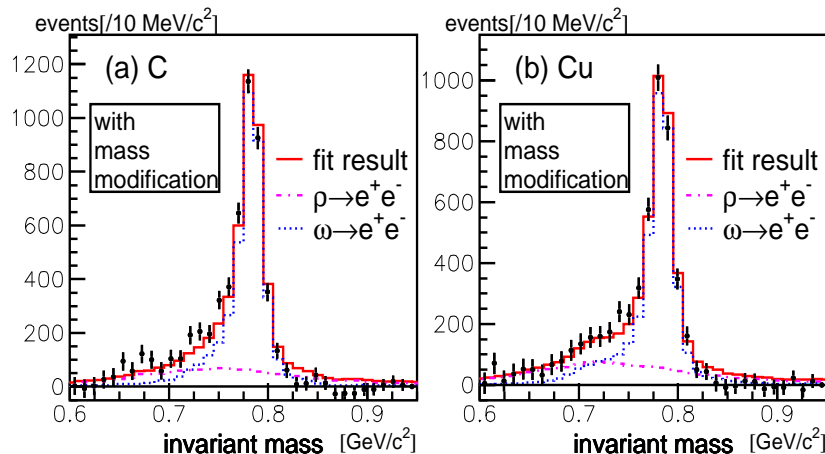 events[/10 MeV/c²]
(a) C
with
mass
modification
fit result
ρ→e⁺e⁻
ω→e⁺e⁻
1200
1000
800
600
400
200
0
0.6 0.7 0.8 0.9
invariant mass [GeV/c²]
events[/10 MeV/c²]
(b) Cu
with
mass
modification
fit result
ρ→e⁺e⁻
ω→e⁺e⁻
1000
800
600
400
200
0
0.6 0.7 0.8 0.9
invariant mass [GeV/c²]